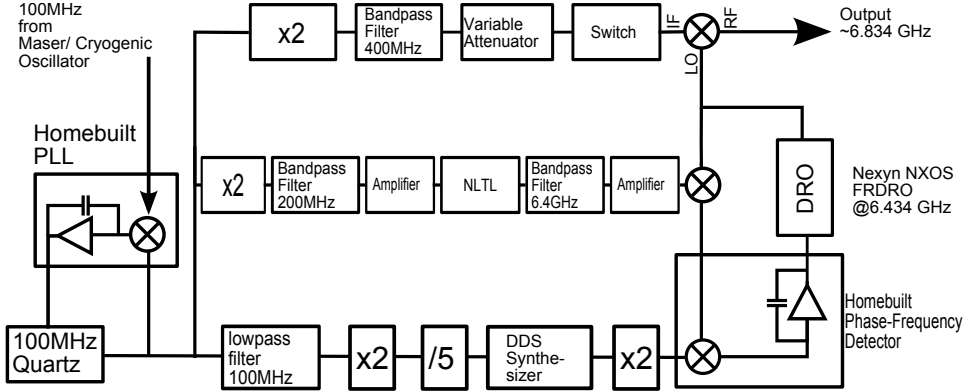 100MHz
from
Maser/ Cryogenic
Oscillator
x2
Bandpass
Filter
400MHz
Variable
Attenuator
Switch
IF
RF
LO
Output
~6.834 GHz
Homebuilt
PLL
x2
Bandpass
Filter
200MHz
Amplifier
NLTL
Bandpass
Filter
6.4GHz
Amplifier
DRO
Nexyn NXOS
FRDRO
@6.434 GHz
100MHz
Quartz
lowpass
filter
100MHz
x2
/5
DDS
Synthe-
sizer
x2
Homebuilt
Phase-Frequency
Detector